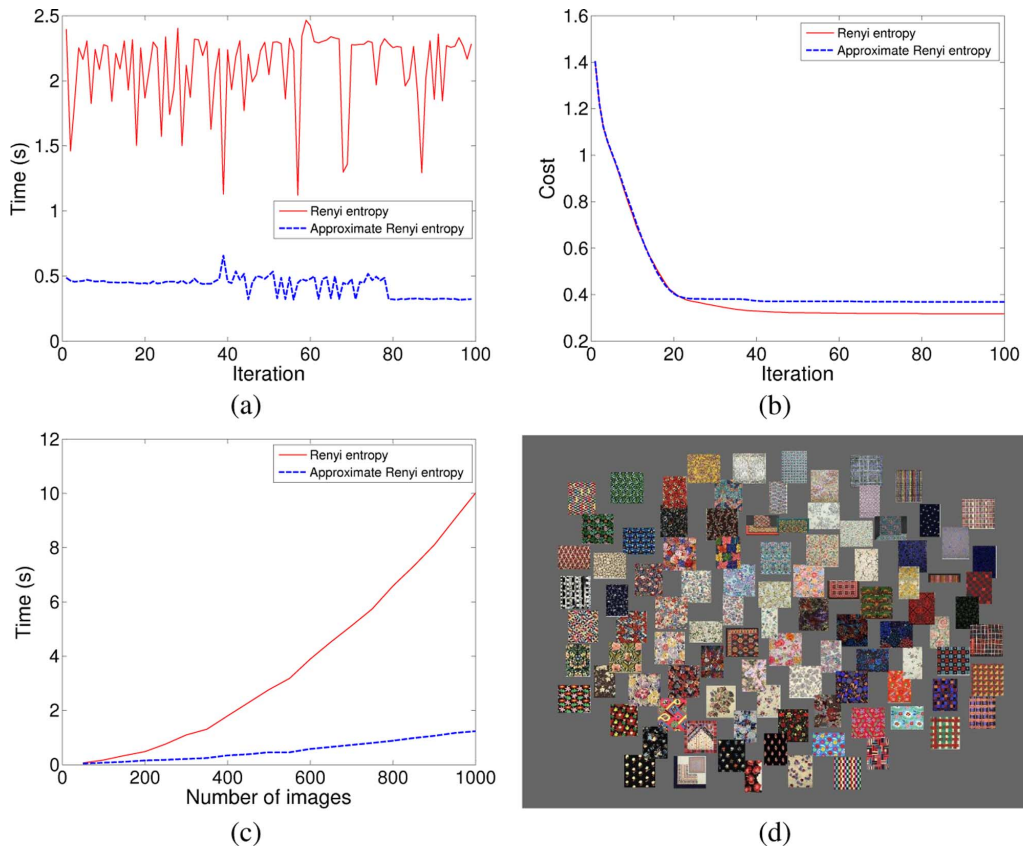 2.5
2
1.5
1
0.5
0
Time (s)
Renyi entropy
Approximate Renyi entropy
0 20 40 60 80 100
Iteration
(a)
1.6
1.4
1.2
1
0.8
0.6
0.4
0.2
Cost
Renyi entropy
Approximate Renyi entropy
0 20 40 60 80 100
Iteration
(b)
12
10
8
6
4
2
0
Time (s)
Renyi entropy
Approximate Renyi entropy
0 200 400 600 800 1000
Number of images
(c)
(d)